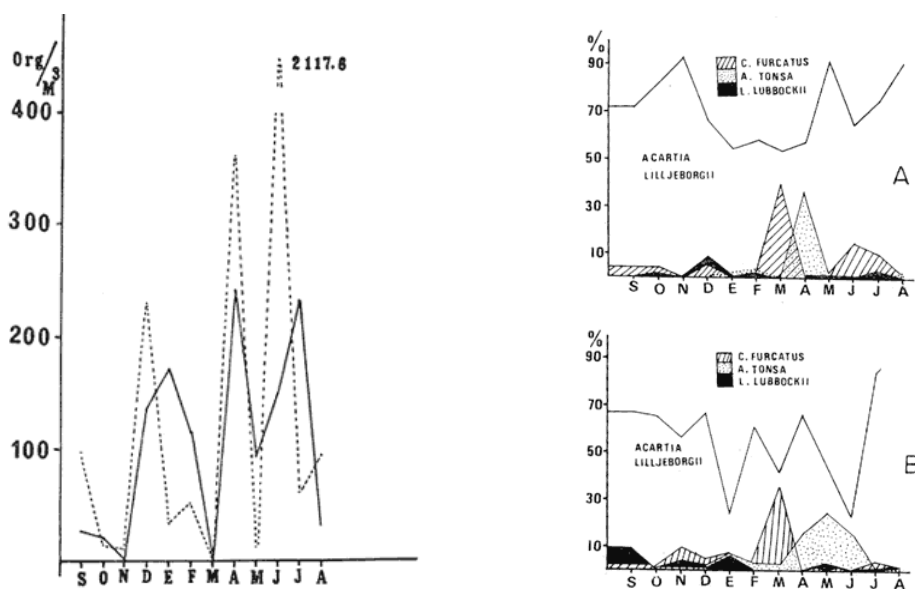 Org/M³
2117.6
400
300
200
100
S O N D E F M A M J J A
%
90
70
50
30
10
C. FURCATUS
A. TONSA
L. LUBBOCKII
ACARTIA
LILLJEBORGII
A
S O N D E F M A M J J A
%
90
70
50
30
10
C. FURCATUS
A. TONSA
L. LUBBOCKII
ACARTIA
LILLJEBORGII
B
S O N D E F M A M J J A